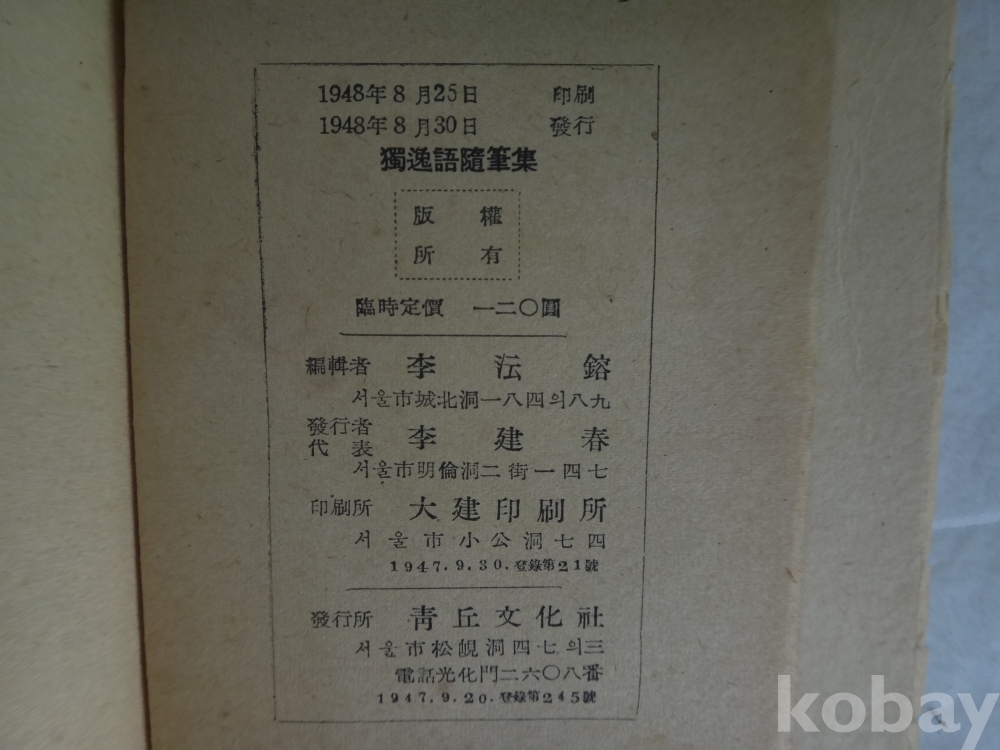 1948年8月25日 印刷
1948年8月30日 發行
獨逸語隨筆集
版權
所有
臨時定價 一二〇圓
編輯者 李 沄 鎔
서울市城北洞一八四의八九
發行者
代表 李 建 春
서울市明倫洞二街一四七
印刷所 大建印刷所
서울市小公洞七四
1947.9.30.登錄第21號
發行所 靑丘文化社
서울市松峴洞四七의三
電話光化門二六〇八番
1947.9.20.登錄第245號
kobay